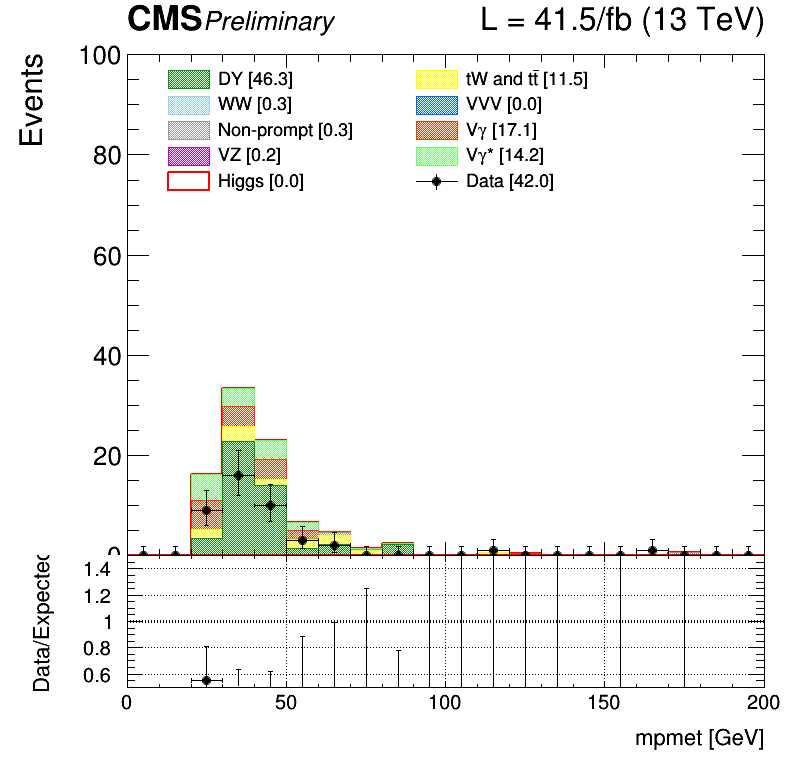 CMS Preliminary L = 41.5/fb (13 TeV)
Events
100
80
60
40
20
0
DY [46.3]
WW [0.3]
Non-prompt [0.3]
VZ [0.2]
Higgs [0.0]
tW and tt̄ [11.5]
VVV [0.0]
Vγ [17.1]
Vγ* [14.2]
Data [42.0]
Data/Expected
1.4
1.2
1
0.8
0.6
0 50 100 150 200
mpmet [GeV]